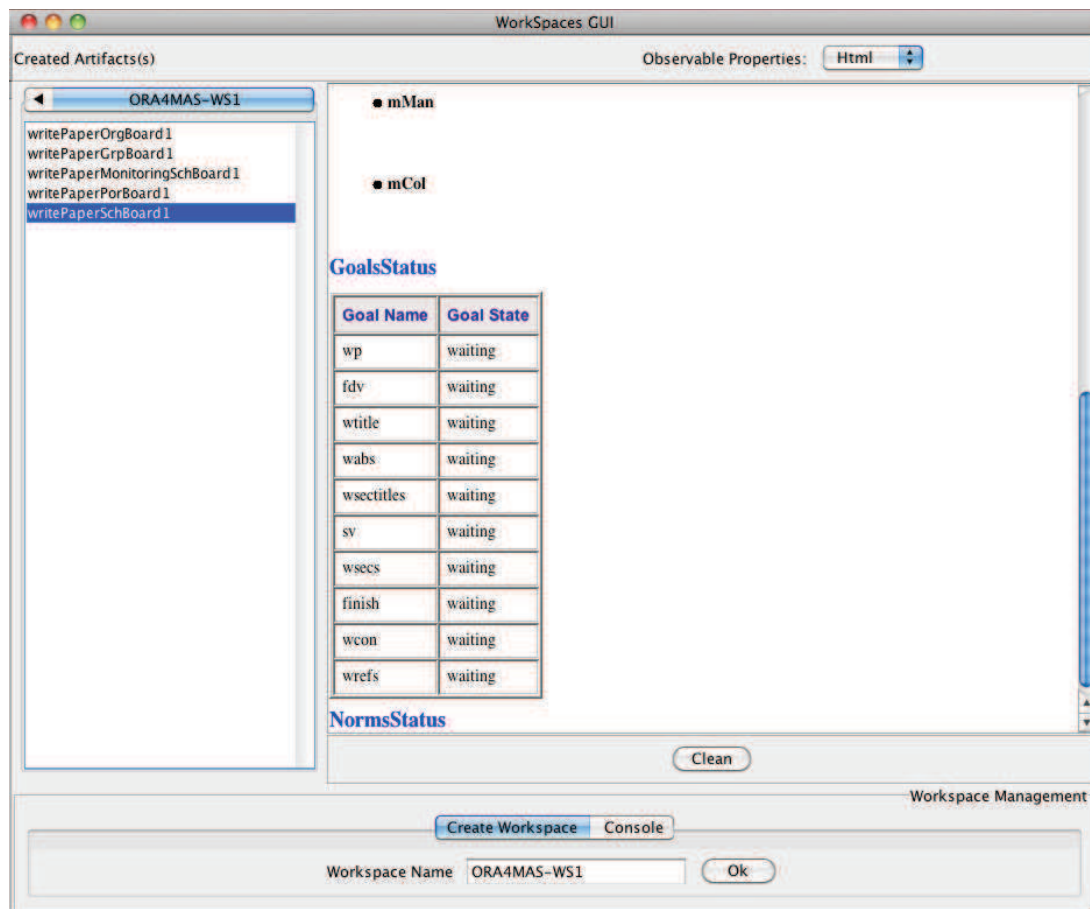 WorkSpaces GUI
Created Artifacts(s)
Observable Properties: Html
ORA4MAS-WS1
writePaperOrgBoard1
writePaperGrpBoard1
writePaperMonitoringSchBoard1
writePaperPorBoard1
writePaperSchBoard1
mMan
mCol
GoalsStatus
Goal Name Goal State
wp waiting
fdv waiting
wtitle waiting
wabs waiting
wsectitles waiting
sv waiting
wsecs waiting
finish waiting
wcon waiting
wrefs waiting
NormsStatus
Clean
Workspace Management
Create Workspace Console
Workspace Name ORA4MAS-WS1 Ok